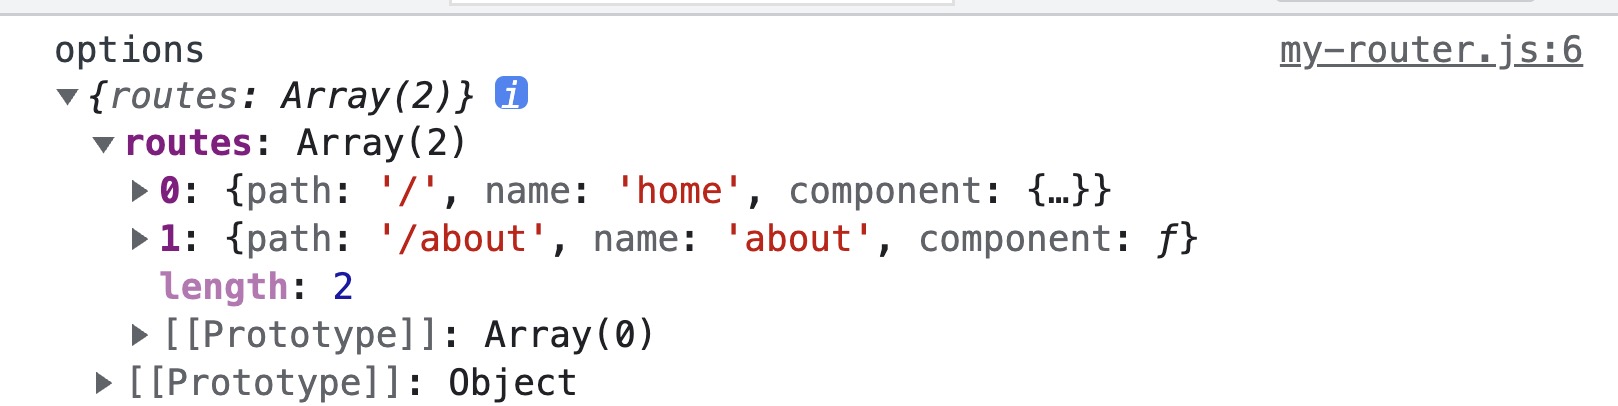 options my-router.js:6
▼{routes: Array(2)} i
▼routes: Array(2)
▶0: {path: '/', name: 'home', component: {…}}
▶1: {path: '/about', name: 'about', component: ƒ}
length: 2
▶[[Prototype]]: Array(0)
▶[[Prototype]]: Object